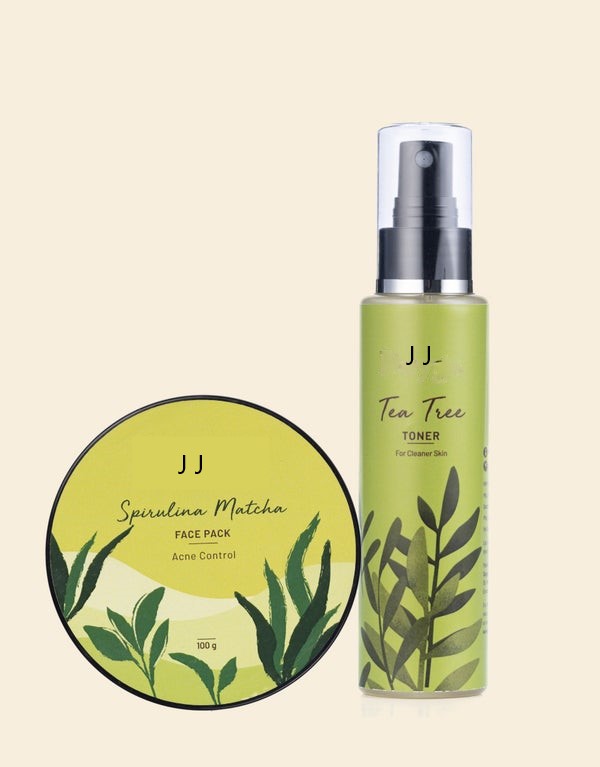 J J
Tea Tree
TONER
For Cleaner Skin
J J
Spirulina Matcha
FACE PACK
Acne Control
100 g